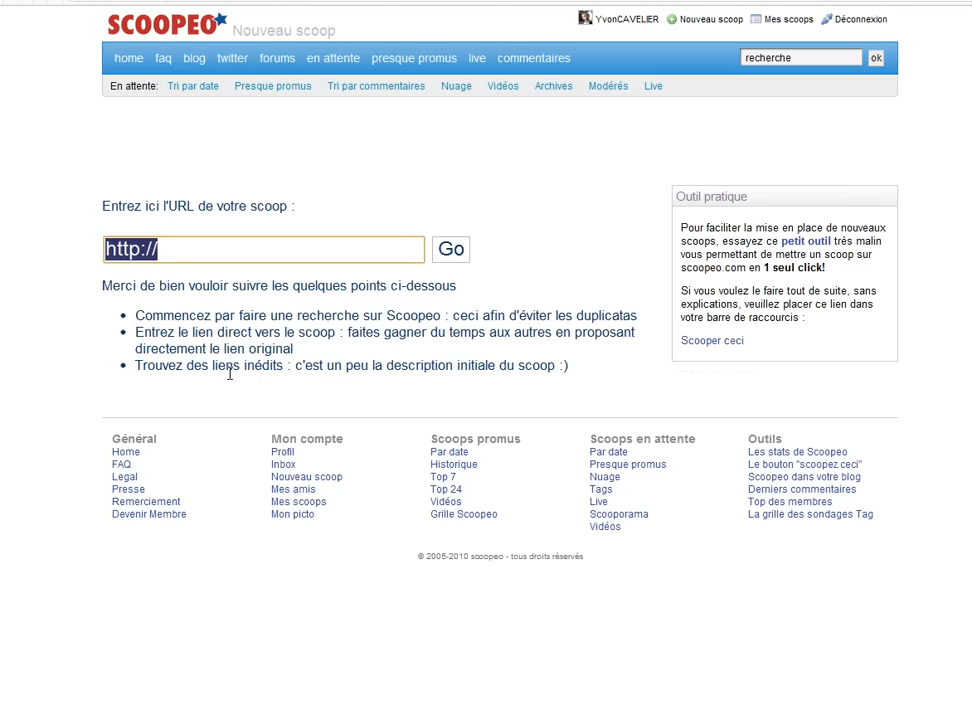 SCOOPEO Nouveau scoop
YvonCAVELIER Nouveau scoop Mes scoops Déconnexion
home faq blog twitter forums en attente presque promus live commentaires recherche ok
En attente: Tri par date Presque promus Tri par commentaires Nuage Vidéos Archives Modérés Live
Entrez ici l'URL de votre scoop :
http:// Go
Merci de bien vouloir suivre les quelques points ci-dessous
• Commencez par faire une recherche sur Scoopeo : ceci afin d'éviter les duplicatas
• Entrez le lien direct vers le scoop : faites gagner du temps aux autres en proposant
directement le lien original
• Trouvez des liens inédits : c'est un peu la description initiale du scoop :)
Outil pratique
Pour faciliter la mise en place de nouveaux
scoops, essayez ce petit outil très malin
vous permettant de mettre un scoop sur
scoopeo.com en 1 seul click!
Si vous voulez le faire tout de suite, sans
explications, veuillez placer ce lien dans
votre barre de raccourcis :
Scooper ceci
Général
Home
FAQ
Legal
Presse
Remerciement
Devenir Membre
Mon compte
Profil
Inbox
Nouveau scoop
Mes amis
Mes scoops
Mon picto
Scoops promus
Par date
Historique
Top 7
Top 24
Vidéos
Grille Scoopeo
Scoops en attente
Par date
Presque promus
Nuage
Tags
Live
Scooporama
Vidéos
Outils
Les stats de Scoopeo
Le bouton "scoopez ceci"
Scoopeo dans votre blog
Derniers commentaires
Top des membres
La grille des sondages Tag
© 2005-2010 scoopeo - tous droits réservés